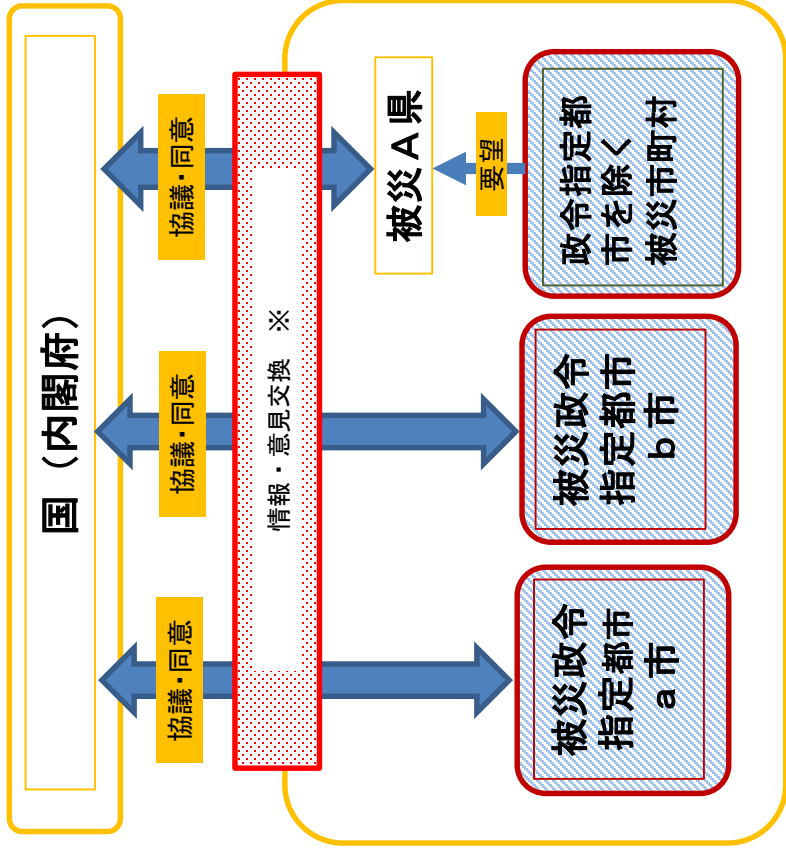 国（内閣府）
協議・同意
協議・同意
協議・同意
情報・意見交換　※
被災政令
指定都市
ａ市
被災政令
指定都市
ｂ市
被災Ａ県
要望
政令指定都
市を除く
被災市町村